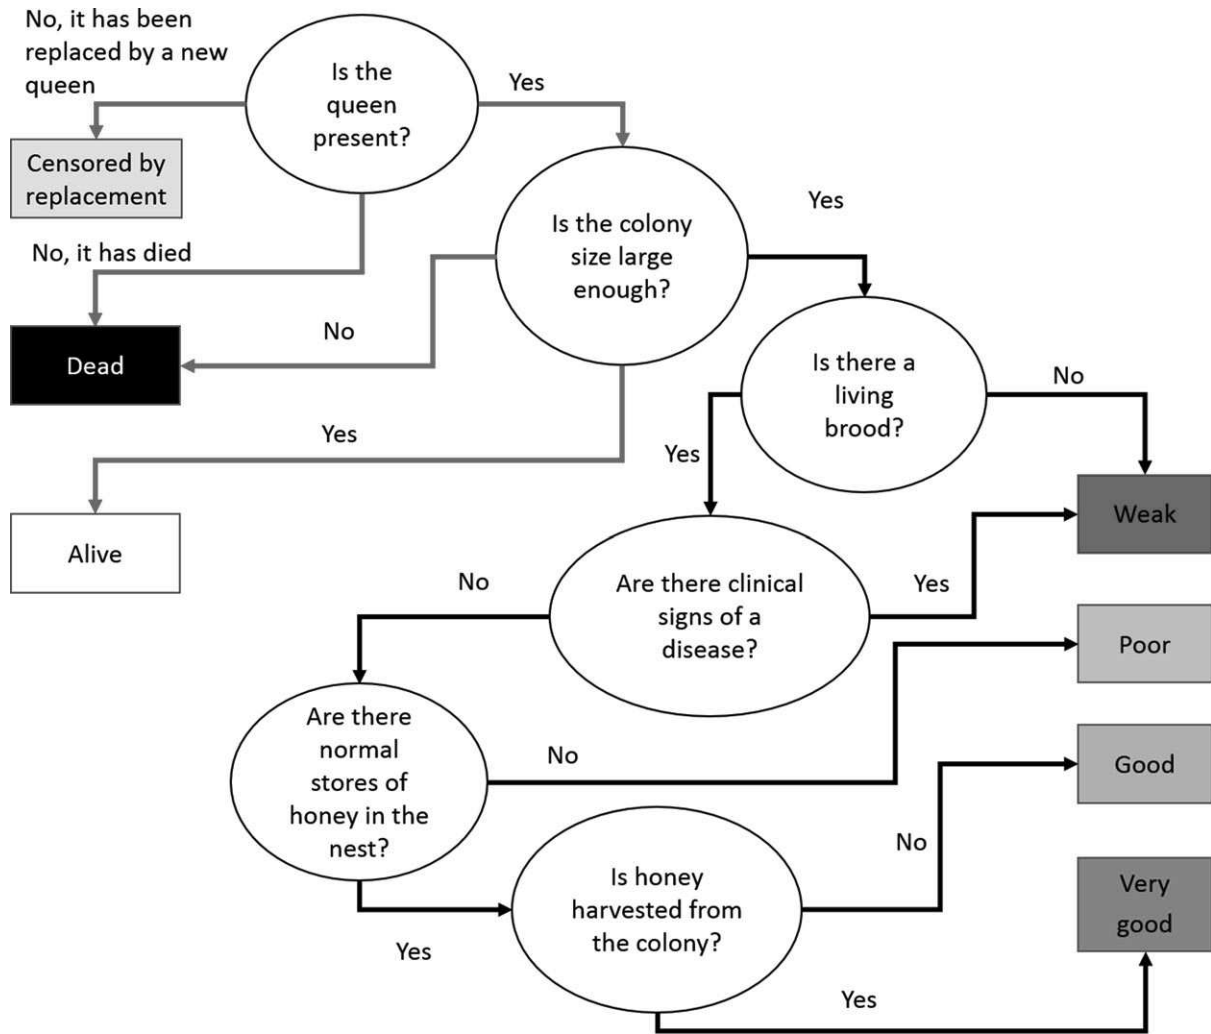 No, it has been
replaced by a new
queen
Is the
queen
present?
Yes
Censored by
replacement
Is the colony
size large
enough?
Yes
No, it has died
No
Dead
Is there a
living
brood?
No
Yes
Yes
Alive
Weak
No
Are there clinical
signs of a
disease?
Yes
Poor
Are there
normal
stores of
honey in the
nest?
No
Good
No
Is honey
harvested from
the colony?
Very
good
Yes
Yes